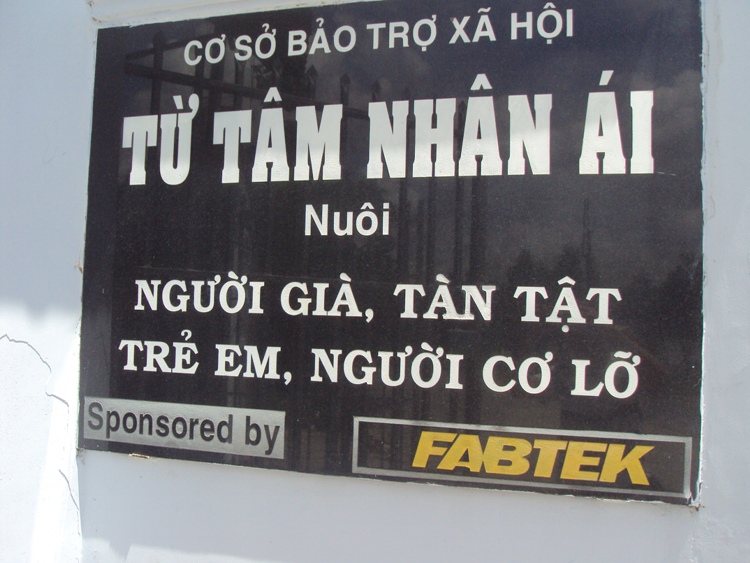 CƠ SỞ BẢO TRỢ XÃ HỘI
TỪ TÂM NHÂN ÁI
Nuôi
NGƯỜI GIÀ, TÀN TẬT
TRẺ EM, NGƯỜI CƠ LỠ
Sponsored by FABTEK